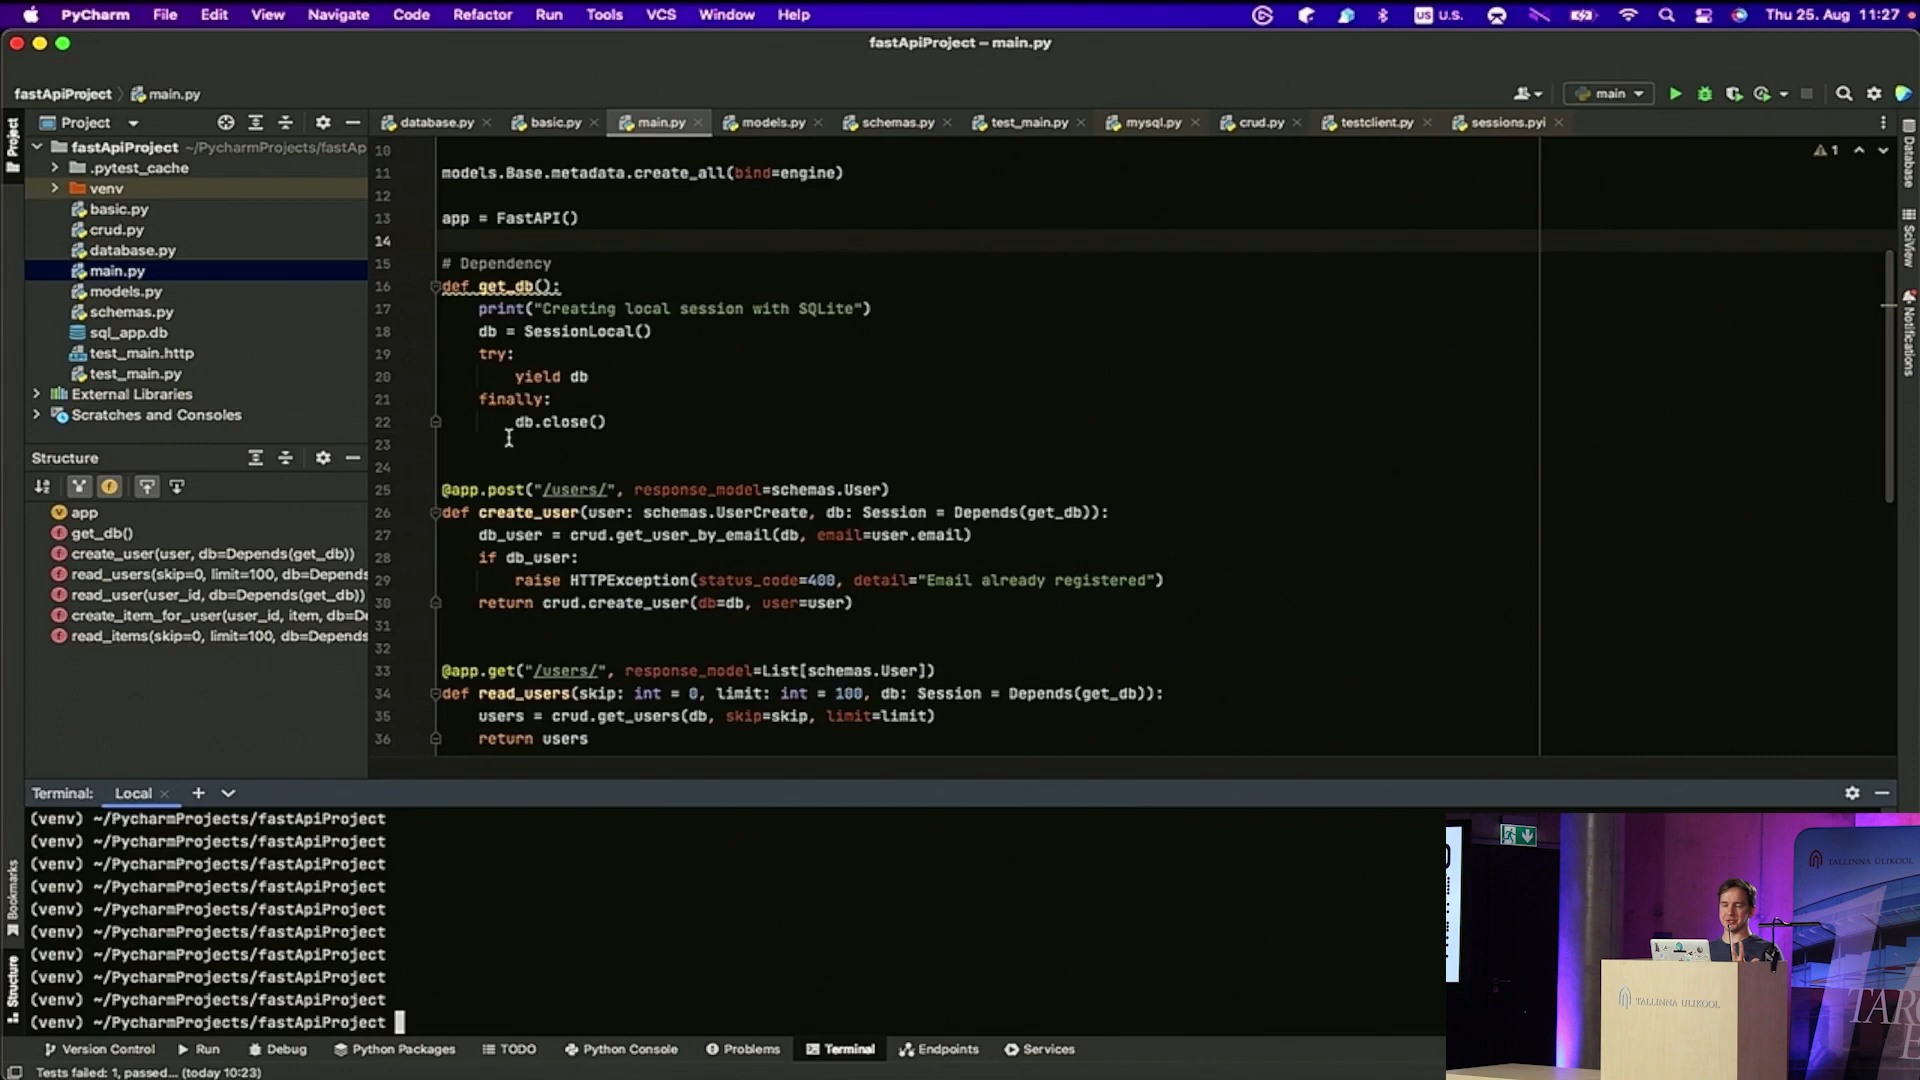 PyCharm File Edit View Navigate Code Refactor Run Tools VCS Window Help US U.S. Thu 25. Aug 11:27
fastApiProject – main.py
fastApiProject main.py main
Project database.py basic.py main.py models.py schemas.py test_main.py mysql.py crud.py testclient.py sessions.pyi
Project
fastApiProject ~/PycharmProjects/fastAp
.pytest_cache
venv
basic.py
crud.py
database.py
main.py
models.py
schemas.py
sql_app.db
test_main.http
test_main.py
External Libraries
Scratches and Consoles
Structure
app
get_db()
create_user(user, db=Depends(get_db))
read_users(skip=0, limit=100, db=Depends
read_user(user_id, db=Depends(get_db))
create_item_for_user(user_id, item, db=De
read_items(skip=0, limit=100, db=Depends
1
10
11 models.Base.metadata.create_all(bind=engine)
12
13 app = FastAPI()
14
15 # Dependency
16 def get_db():
17 print("Creating local session with SQLite")
18 db = SessionLocal()
19 try:
20 yield db
21 finally:
22 db.close()
23
24
25 @app.post("/users/", response_model=schemas.User)
26 def create_user(user: schemas.UserCreate, db: Session = Depends(get_db)):
27 db_user = crud.get_user_by_email(db, email=user.email)
28 if db_user:
29 raise HTTPException(status_code=400, detail="Email already registered")
30 return crud.create_user(db=db, user=user)
31
32
33 @app.get("/users/", response_model=List[schemas.User])
34 def read_users(skip: int = 0, limit: int = 100, db: Session = Depends(get_db)):
35 users = crud.get_users(db, skip=skip, limit=limit)
36 return users
Database
SciView
Notifications
Terminal: Local
(venv) ~/PycharmProjects/fastApiProject
(venv) ~/PycharmProjects/fastApiProject
(venv) ~/PycharmProjects/fastApiProject
(venv) ~/PycharmProjects/fastApiProject
(venv) ~/PycharmProjects/fastApiProject
(venv) ~/PycharmProjects/fastApiProject
(venv) ~/PycharmProjects/fastApiProject
(venv) ~/PycharmProjects/fastApiProject
(venv) ~/PycharmProjects/fastApiProject
(venv) ~/PycharmProjects/fastApiProject
Bookmarks
Structure
TALLINNA ÜLIKOOL
TALLINNA ÜLIKOOL
Version Control Run Debug Python Packages TODO Python Console Problems Terminal Endpoints Services
Tests failed: 1, passed... (today 10:23)